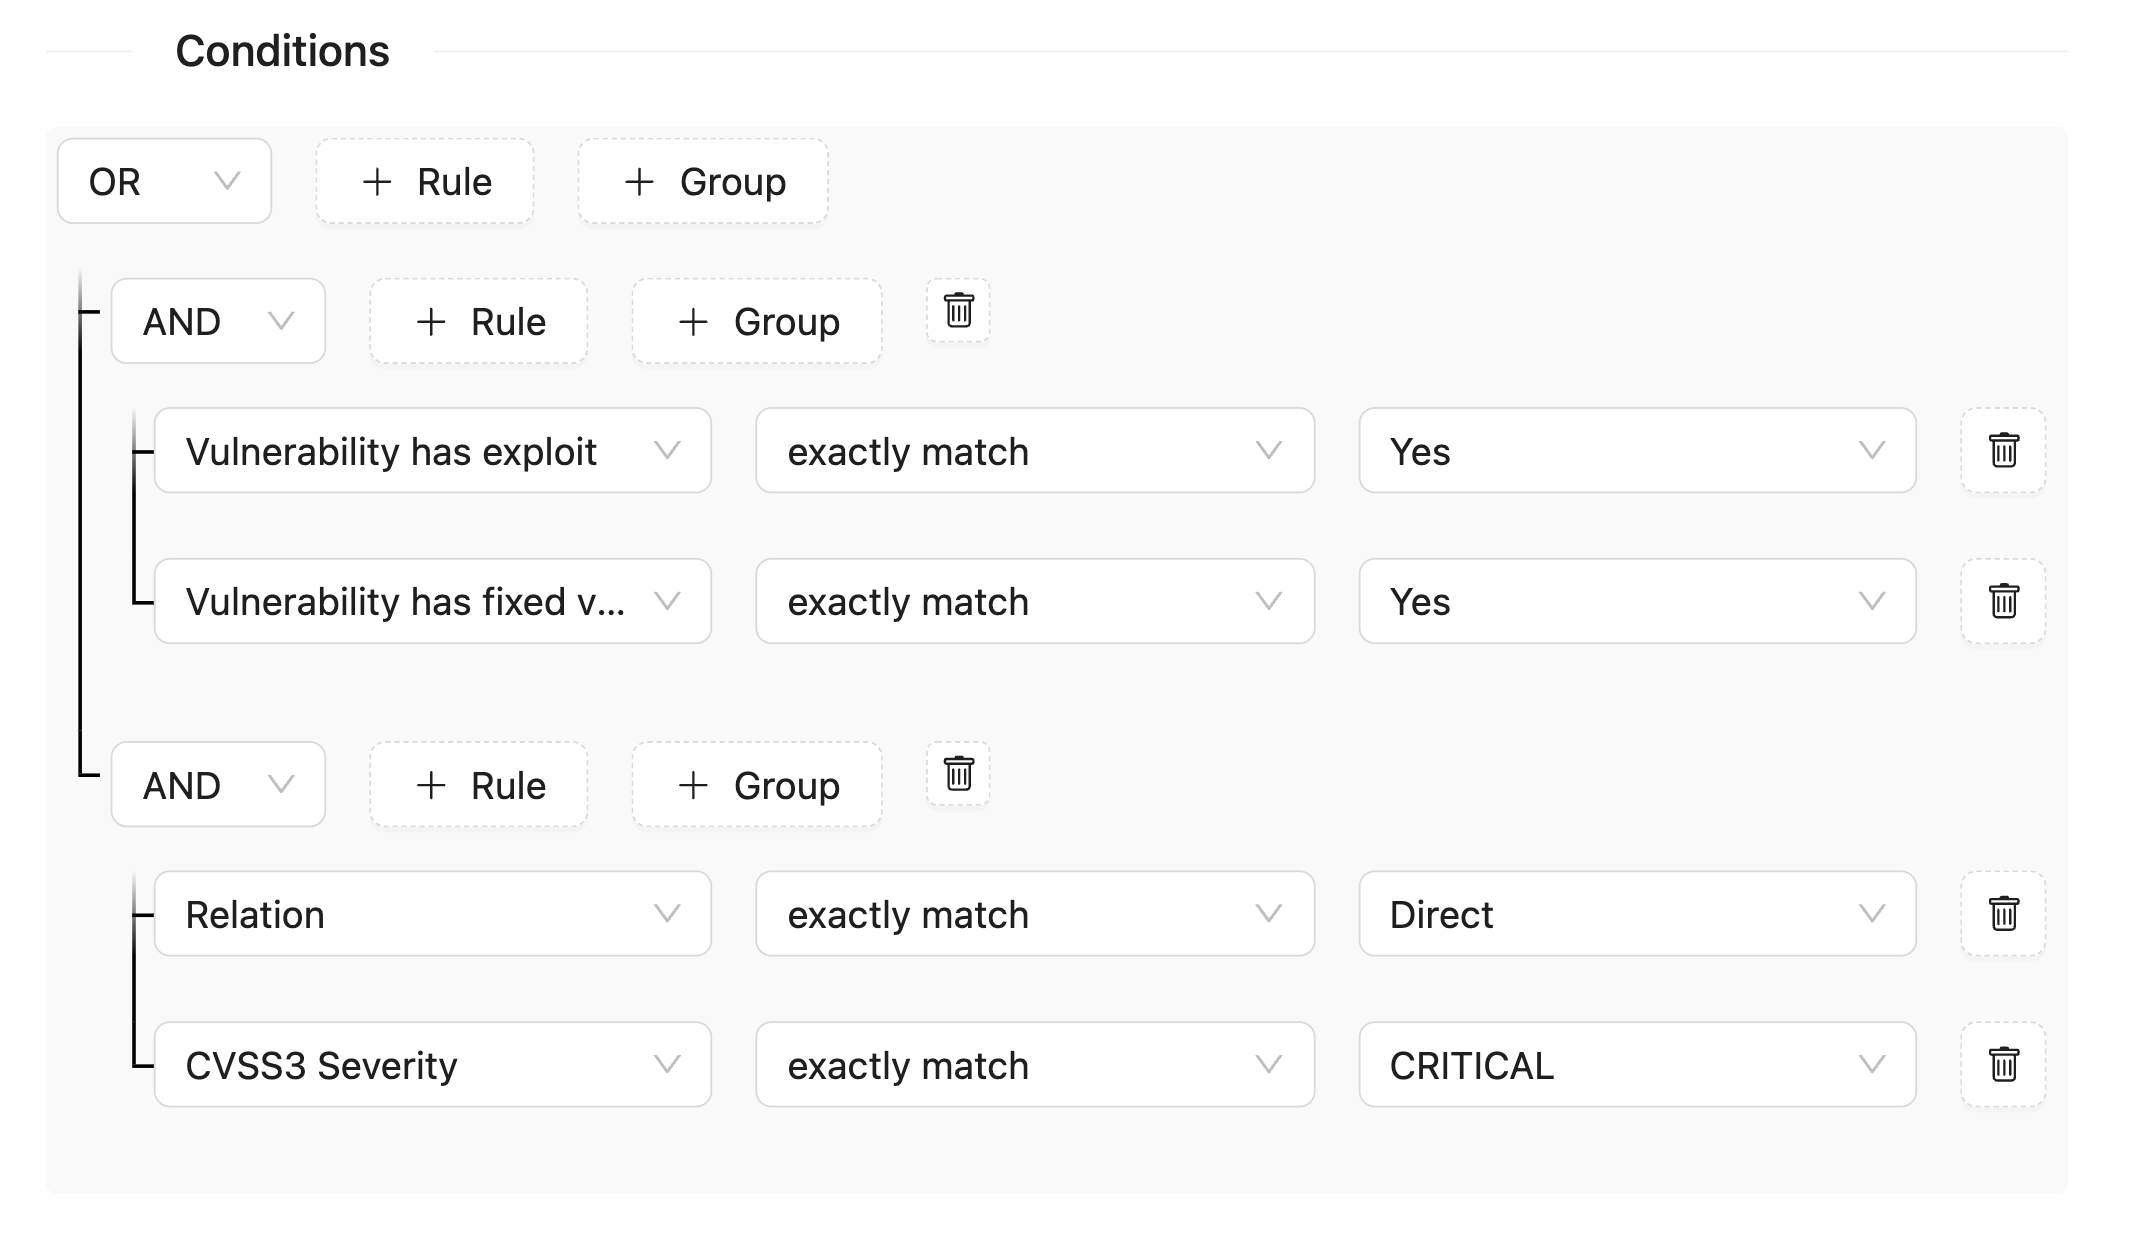 Conditions
OR + Rule + Group
AND + Rule + Group
Vulnerability has exploit exactly match Yes
Vulnerability has fixed v... exactly match Yes
AND + Rule + Group
Relation exactly match Direct
CVSS3 Severity exactly match CRITICAL